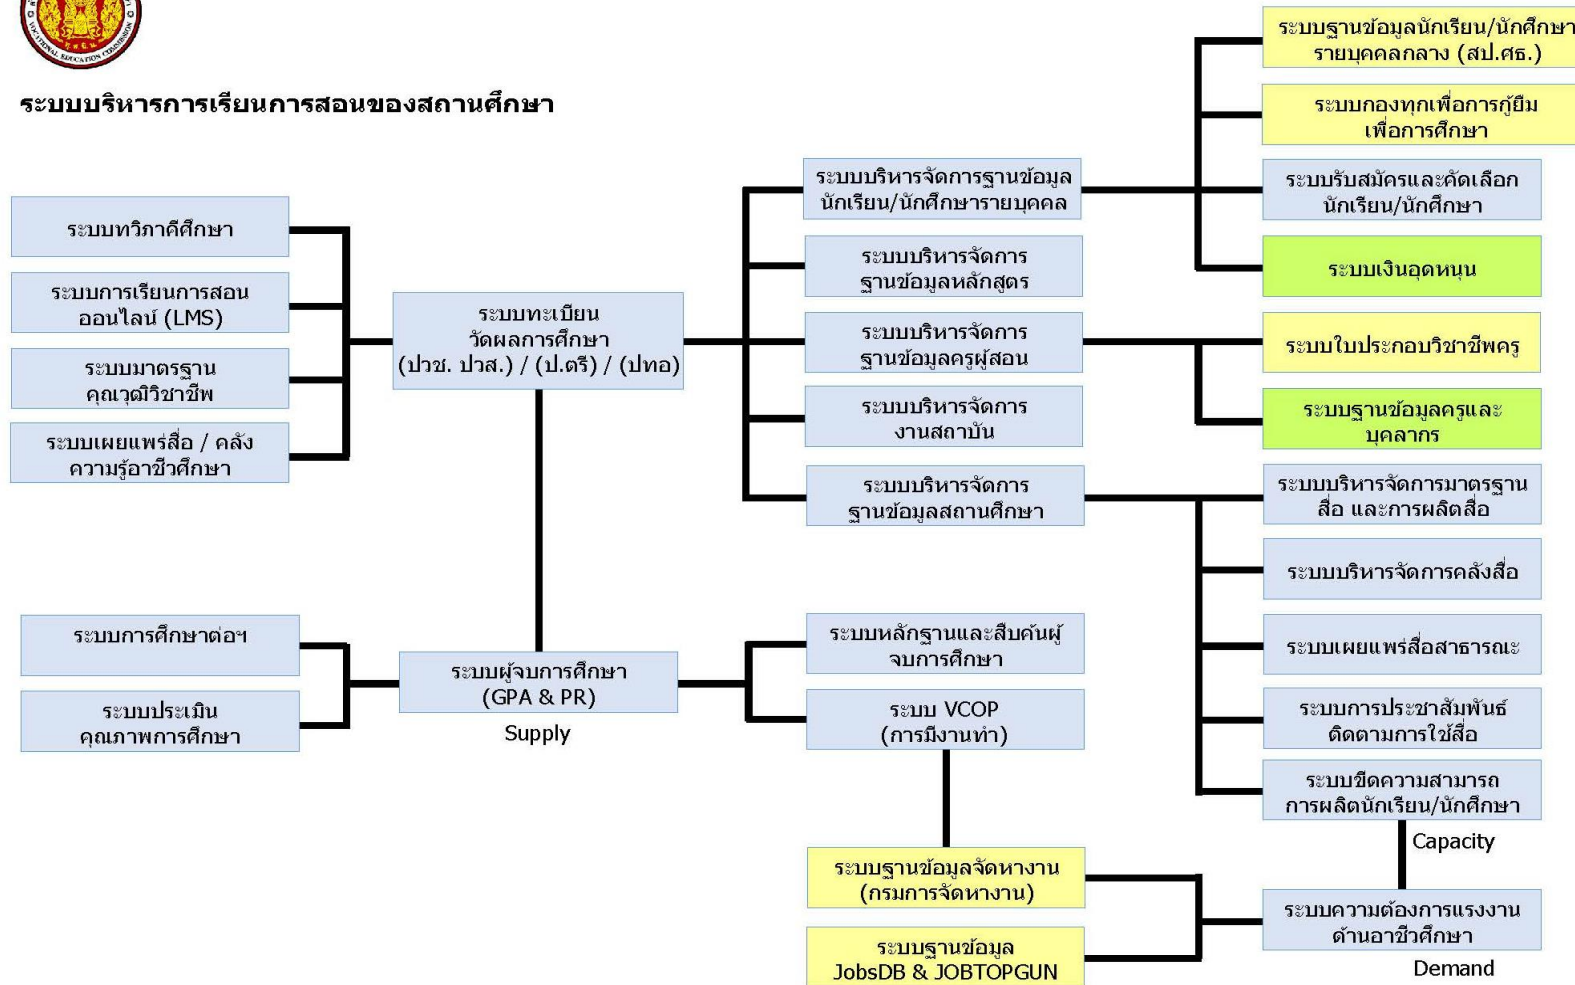 VOCATIONAL EDUCATION COMMISSION
ระบบบริหารการเรียนการสอนของสถานศึกษา
ระบบทวิภาคีศึกษา
ระบบการเรียนการสอน
ออนไลน์ (LMS)
ระบบมาตรฐาน
คุณวุฒิวิชาชีพ
ระบบเผยแพร่สื่อ / คลัง
ความรู้อาชีวศึกษา
ระบบทะเบียน
วัดผลการศึกษา
(ปวช. ปวส.) / (ป.ตรี) / (ปทอ)
ระบบบริหารจัดการฐานข้อมูล
นักเรียน/นักศึกษารายบุคคล
ระบบบริหารจัดการ
ฐานข้อมูลหลักสูตร
ระบบบริหารจัดการ
ฐานข้อมูลครูผู้สอน
ระบบบริหารจัดการ
งานสถาบัน
ระบบบริหารจัดการ
ฐานข้อมูลสถานศึกษา
ระบบฐานข้อมูลนักเรียน/นักศึกษา
รายบุคคลกลาง (สป.ศธ.)
ระบบกองทุกเพื่อการกู้ยืม
เพื่อการศึกษา
ระบบรับสมัครและคัดเลือก
นักเรียน/นักศึกษา
ระบบเงินอุดหนุน
ระบบใบประกอบวิชาชีพครู
ระบบฐานข้อมูลครูและ
บุคลากร
ระบบบริหารจัดการมาตรฐาน
สื่อ และการผลิตสื่อ
ระบบบริหารจัดการคลังสื่อ
ระบบเผยแพร่สื่อสาธารณะ
ระบบการประชาสัมพันธ์
ติดตามการใช้สื่อ
ระบบขีดความสามารถ
การผลิตนักเรียน/นักศึกษา
Capacity
ระบบการศึกษาต่อฯ
ระบบประเมิน
คุณภาพการศึกษา
ระบบผู้จบการศึกษา
(GPA & PR)
Supply
ระบบหลักฐานและสืบค้นผู้
จบการศึกษา
ระบบ VCOP
(การมีงานทำ)
ระบบฐานข้อมูลจัดหางาน
(กรมการจัดหางาน)
ระบบฐานข้อมูล
JobsDB & JOBTOPGUN
ระบบความต้องการแรงงาน
ด้านอาชีวศึกษา
Demand